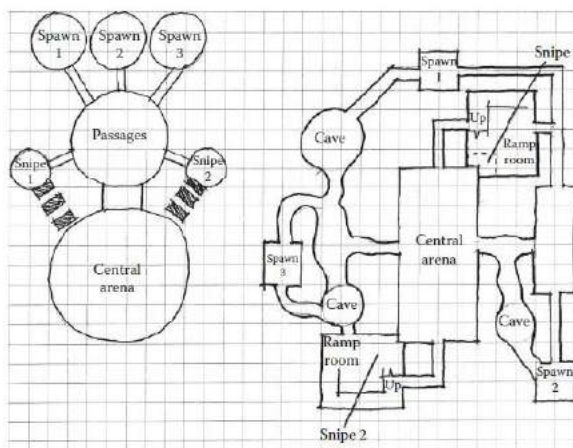 Spawn
1
Spawn
2
Spawn
3
Passages
Snipe
1
Snipe
2
Central
arena
Spawn
1
Snipe
Cave
Up
Ramp
room
Central
arena
Spawn
3
Cave
Cave
Ramp
room
Up
Spawn
2
Snipe 2